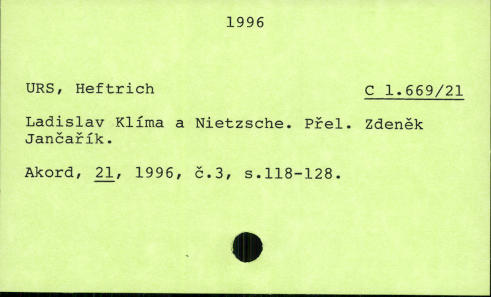 1996
URS, Heftrich C 1.669/21
Ladislav Klíma a Nietzsche. Přel. Zdeněk
Jančařík.
Akord, 21, 1996, č.3, s.118-128.